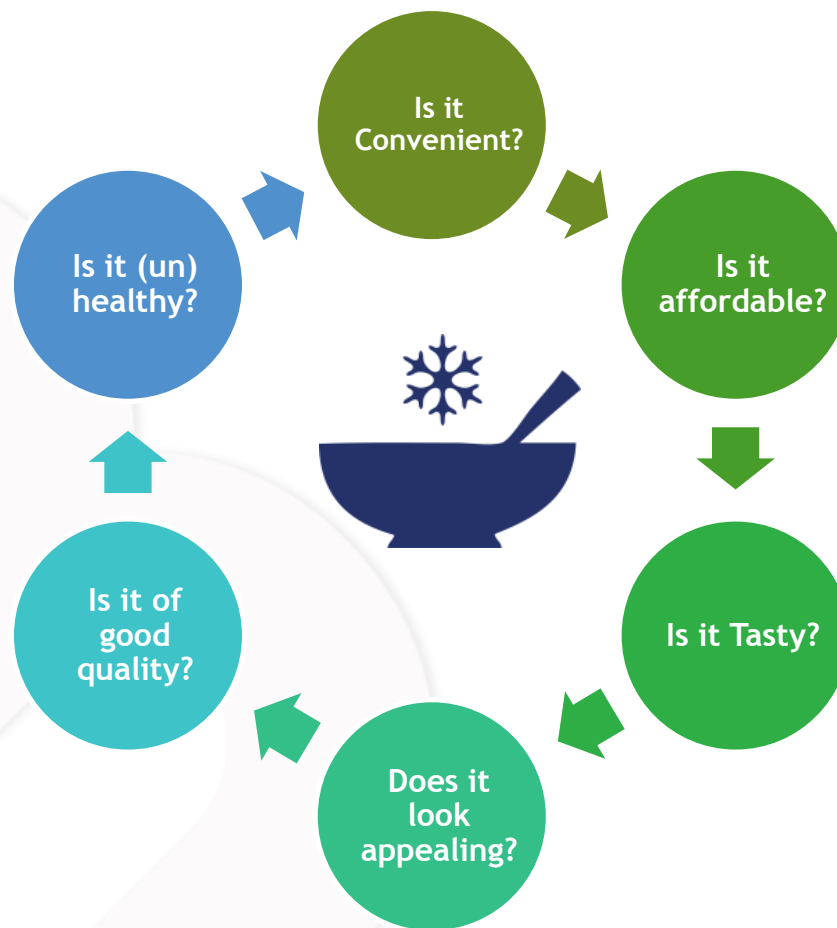 Is it
Convenient?
Is it
affordable?
Is it Tasty?
Does it
look
appealing?
Is it of
good
quality?
Is it (un)
healthy?